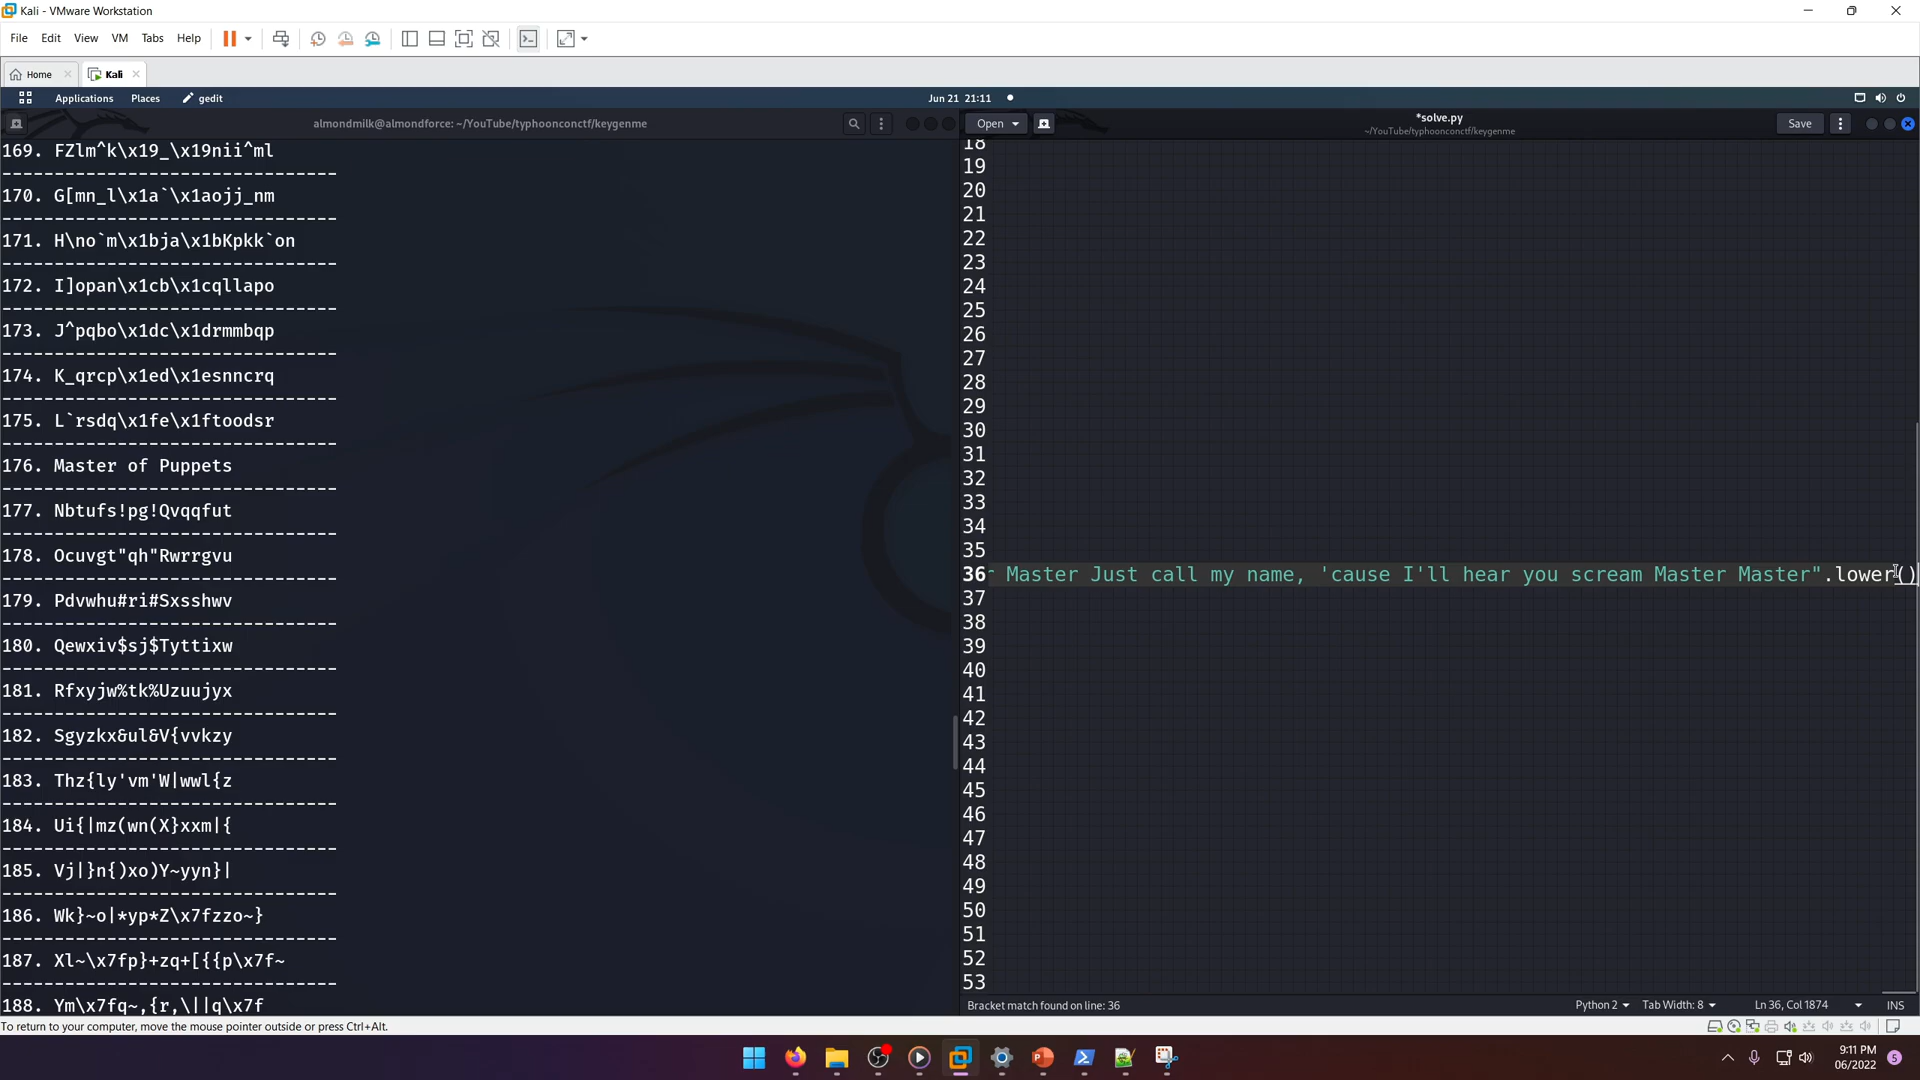 Kali - VMware Workstation
File Edit View VM Tabs Help
Home Kali
Applications Places gedit Jun 21 21:11
almondmilk@almondforce: ~/YouTube/typhoonconctf/keygenme
Open *solve.py Save
~/YouTube/typhoonconctf/keygenme
169. FZlm^k\x19_\x19nii^ml
---------------------------------
170. G[mn_l\x1a`\x1aojj_nm
---------------------------------
171. H\no`m\x1bja\x1bKpkk`on
---------------------------------
172. I]opan\x1cb\x1cqllapo
---------------------------------
173. J^pqbo\x1dc\x1drmmbqp
---------------------------------
174. K_qrcp\x1ed\x1esnncrq
---------------------------------
175. L`rsdq\x1fe\x1ftoodsr
---------------------------------
176. Master of Puppets
---------------------------------
177. Nbtufs!pg!Qvqqfut
---------------------------------
178. Ocuvgt"qh"Rwrrgvu
---------------------------------
179. Pdvwhu#ri#Sxsshwv
---------------------------------
180. Qewxiv$sj$Tyttixw
---------------------------------
181. Rfxyjw%tk%Uzuujyx
---------------------------------
182. Sgyzkx&ul&V{vvkzy
---------------------------------
183. Thz{ly'vm'W|wwl{z
---------------------------------
184. Ui{|mz(wn(X}xxm|{
---------------------------------
185. Vj|}n{)xo)Y~yyn}|
---------------------------------
186. Wk}~o|*yp*Z\x7fzzo~}
---------------------------------
187. Xl~\x7fp}+zq+[{{p\x7f~
---------------------------------
188. Ym\x7fq~,{r,\||q\x7f
18
19
20
21
22
23
24
25
26
27
28
29
30
31
32
33
34
35
36 Master Just call my name, 'cause I'll hear you scream Master Master".lower()
37
38
39
40
41
42
43
44
45
46
47
48
49
50
51
52
53
Bracket match found on line: 36 Python 2 Tab Width: 8 Ln 36, Col 1874 INS
To return to your computer, move the mouse pointer outside or press Ctrl+Alt.
9:11 PM
06/2022
5